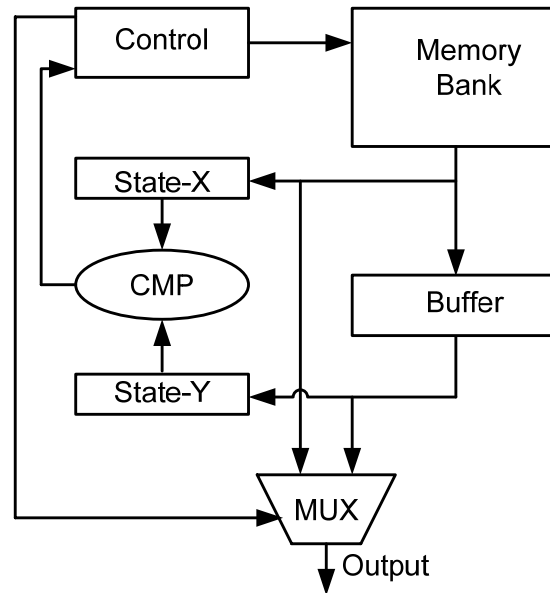 Control
Memory
Bank
State-X
CMP
Buffer
State-Y
MUX
Output